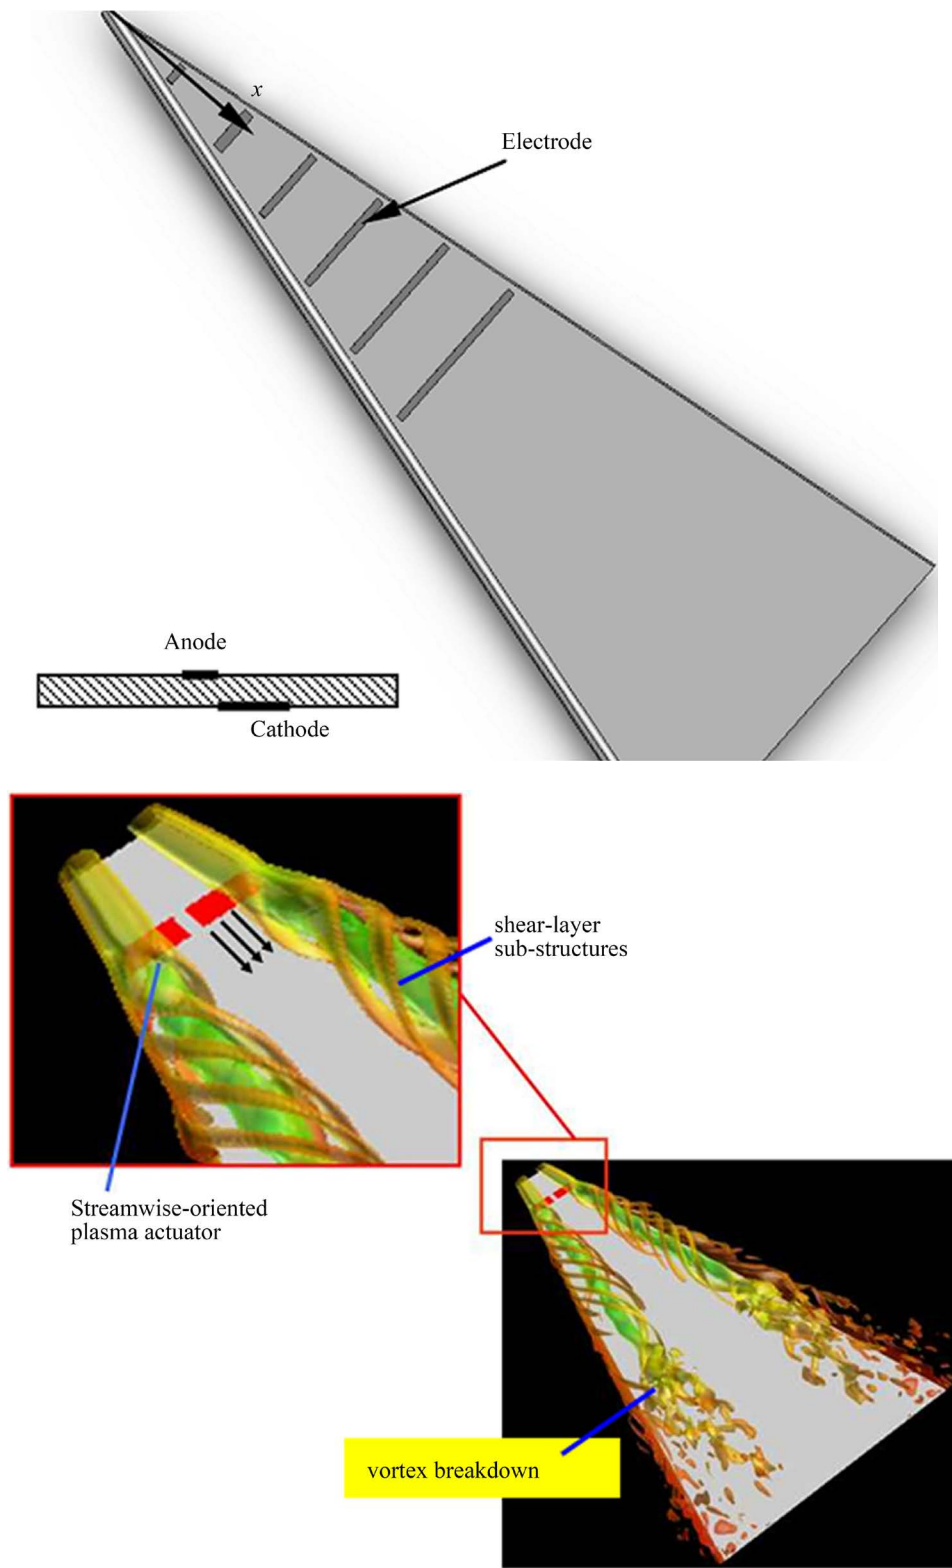 x
Electrode
Anode
Cathode
shear-layer
sub-structures
Streamwise-oriented
plasma actuator
vortex breakdown